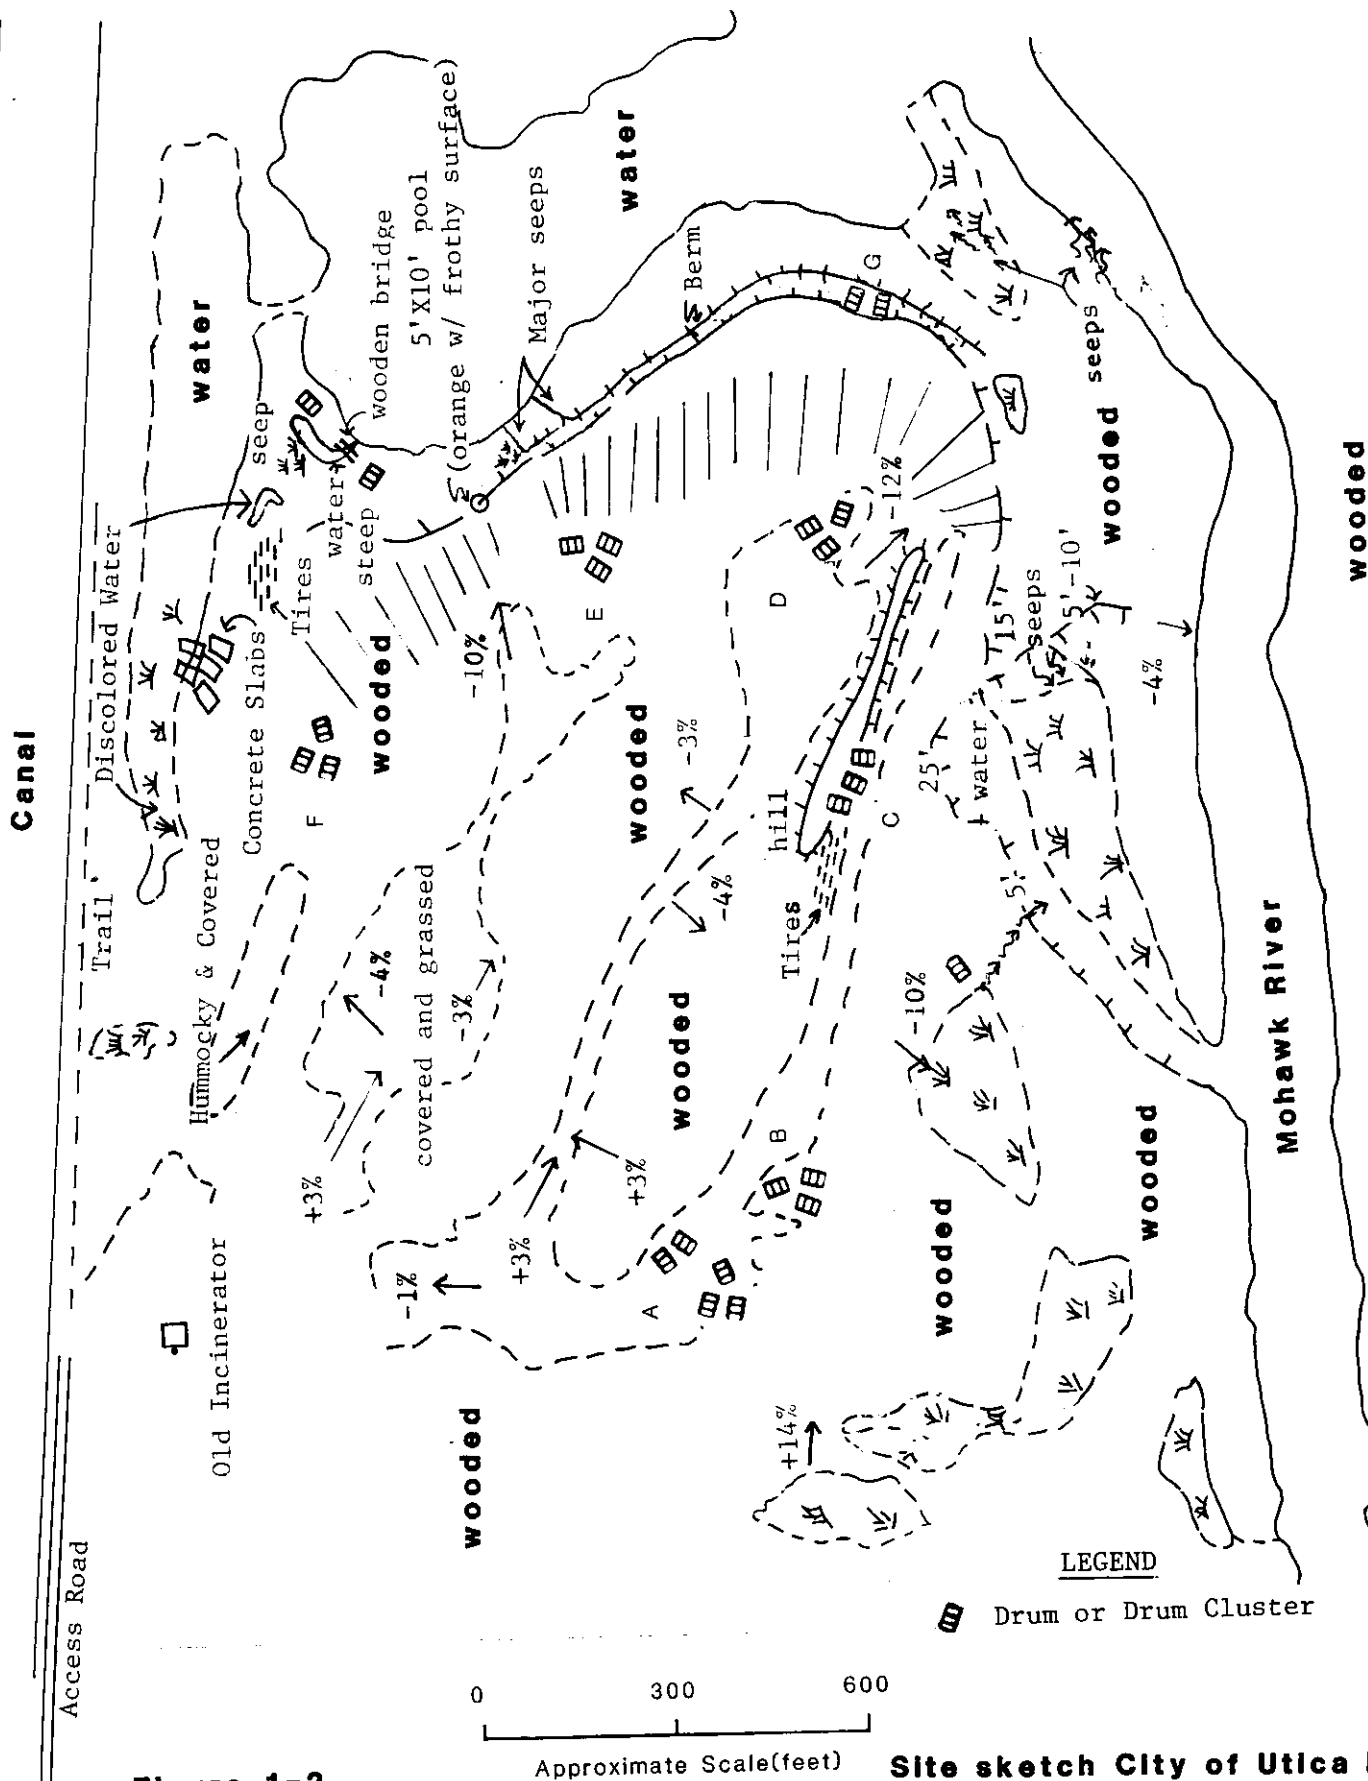 Canal
Access Road
Trail
Discolored Water
water
seep
wooden bridge
5'X10' pool
(orange w/ frothy surface)
Major seeps
water
Berm
G
water
steep
Tires
Concrete Slabs
Hummocky & Covered
F
wooded
-10%
E
D
-12%
wooded
seeps
wooded
15'
seeps
5'-10'
-4%
25'
water
5'
C
hill
Tires
-3%
-4%
wooded
-4%
-3%
covered and grassed
+3%
wooded
+3%
+3%
-1%
A
B
-10%
wooded
wooded
Mohawk River
Old Incinerator
wooded
+14%
LEGEND
Drum or Drum Cluster
0 300 600
Approximate Scale(feet)
Site sketch City of Utica